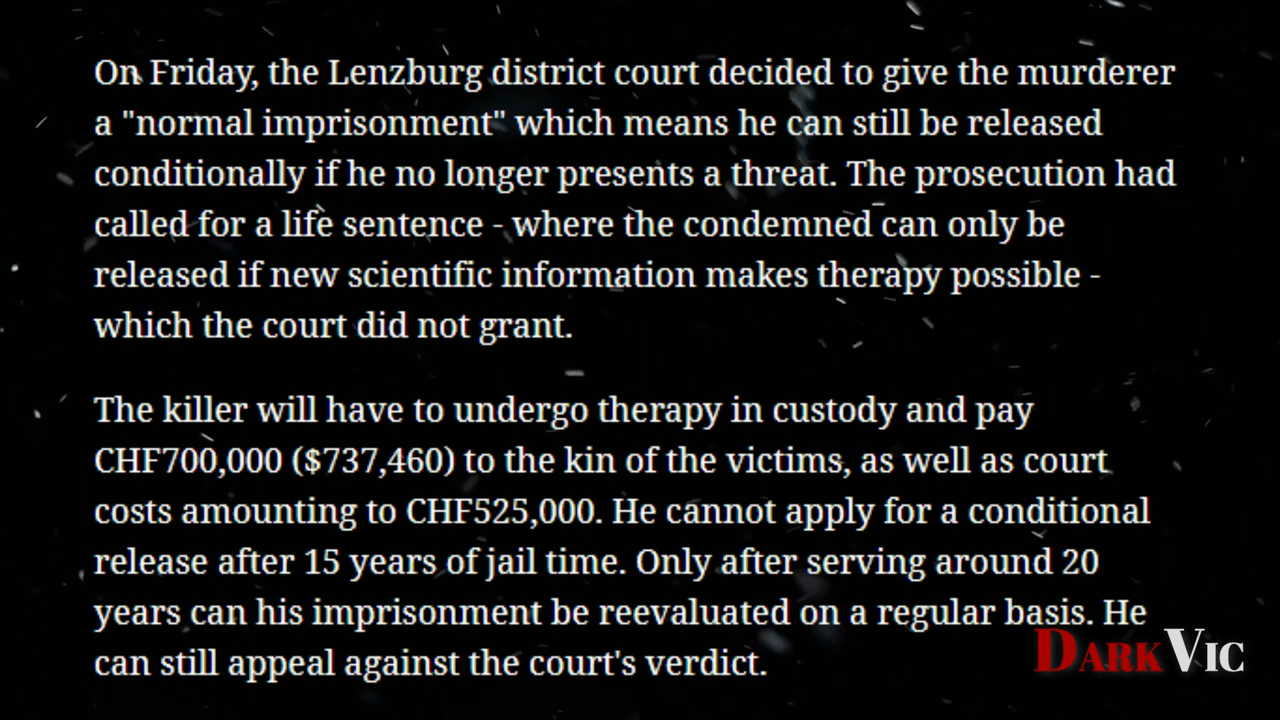 On Friday, the Lenzburg district court decided to give the murderer
a "normal imprisonment" which means he can still be released
conditionally if he no longer presents a threat. The prosecution had
called for a life sentence - where the condemned can only be
released if new scientific information makes therapy possible -
which the court did not grant.
The killer will have to undergo therapy in custody and pay
CHF700,000 ($737,460) to the kin of the victims, as well as court
costs amounting to CHF525,000. He cannot apply for a conditional
release after 15 years of jail time. Only after serving around 20
years can his imprisonment be reevaluated on a regular basis. He
can still appeal against the court's verdict.
DARK VIC